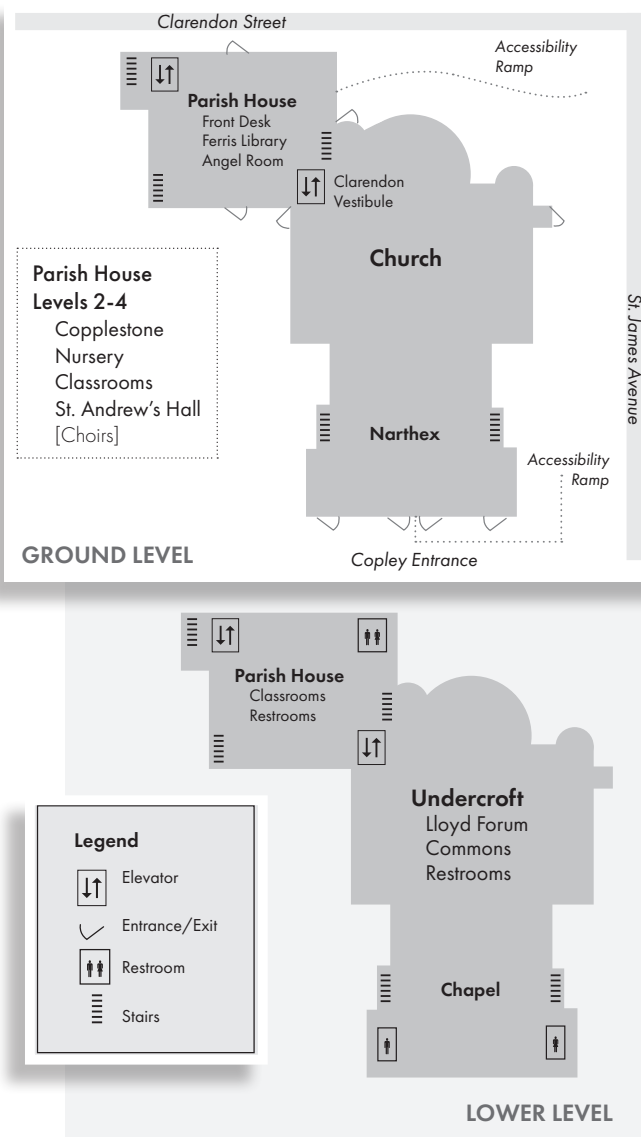 Clarendon Street
Accessibility
Ramp
Parish House
Front Desk
Ferris Library
Angel Room
Clarendon
Vestibule
Church
St. James Avenue
Parish House
Levels 2-4
Copplestone
Nursery
Classrooms
St. Andrew's Hall
[Choirs]
Narthex
Accessibility
Ramp
GROUND LEVEL
Copley Entrance
Parish House
Classrooms
Restrooms
Undercroft
Lloyd Forum
Commons
Restrooms
Legend
Elevator
Entrance/Exit
Restroom
Stairs
Chapel
LOWER LEVEL